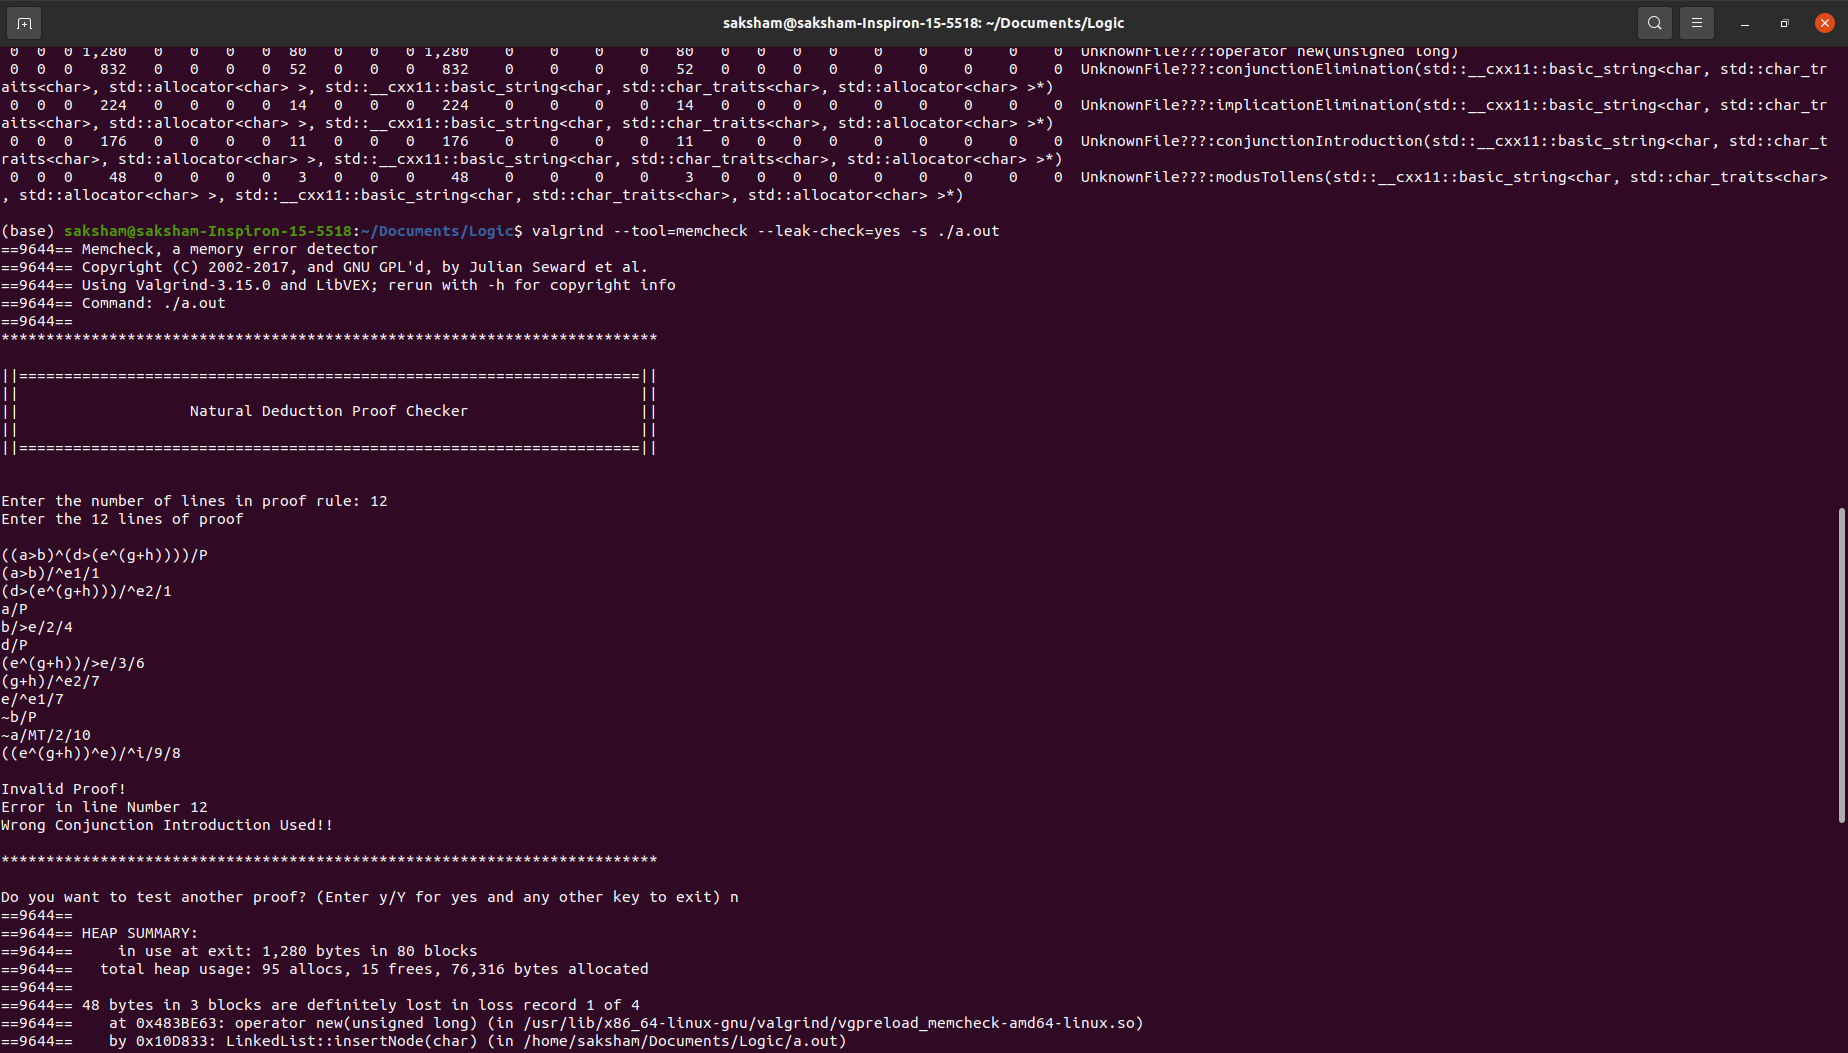 saksham@saksham-Inspiron-15-5518: ~/Documents/Logic
0 0 0 1,280 0 0 0 0 80 0 0 0 1,280 0 0 0 0 80 0 0 0 0 0 0 0 0 0 UnknownFile???:operator new(unsigned long)
0 0 0 832 0 0 0 0 52 0 0 0 832 0 0 0 0 52 0 0 0 0 0 0 0 0 0 UnknownFile???:conjunctionElimination(std::__cxx11::basic_string<char, std::char_tr
aits<char>, std::allocator<char> >, std::__cxx11::basic_string<char, std::char_traits<char>, std::allocator<char> >*)
0 0 0 224 0 0 0 0 14 0 0 0 224 0 0 0 0 14 0 0 0 0 0 0 0 0 0 UnknownFile???:implicationElimination(std::__cxx11::basic_string<char, std::char_tr
aits<char>, std::allocator<char> >, std::__cxx11::basic_string<char, std::char_traits<char>, std::allocator<char> >*)
0 0 0 176 0 0 0 0 11 0 0 0 176 0 0 0 0 11 0 0 0 0 0 0 0 0 0 UnknownFile???:conjunctionIntroduction(std::__cxx11::basic_string<char, std::char_t
raits<char>, std::allocator<char> >, std::__cxx11::basic_string<char, std::char_traits<char>, std::allocator<char> >*)
0 0 0 48 0 0 0 0 3 0 0 0 48 0 0 0 0 3 0 0 0 0 0 0 0 0 0 UnknownFile???:modusTollens(std::__cxx11::basic_string<char, std::char_traits<char>
, std::allocator<char> >, std::__cxx11::basic_string<char, std::char_traits<char>, std::allocator<char> >*)
(base) saksham@saksham-Inspiron-15-5518:~/Documents/Logic$ valgrind --tool=memcheck --leak-check=yes -s ./a.out
==9644== Memcheck, a memory error detector
==9644== Copyright (C) 2002-2017, and GNU GPL'd, by Julian Seward et al.
==9644== Using Valgrind-3.15.0 and LibVEX; rerun with -h for copyright info
==9644== Command: ./a.out
==9644==
*************************************************************************
||=====================================================================||
|| ||
|| Natural Deduction Proof Checker ||
|| ||
||=====================================================================||
Enter the number of lines in proof rule: 12
Enter the 12 lines of proof
((a>b)^(d>(e^(g+h))))/P
(a>b)/^e1/1
(d>(e^(g+h)))/^e2/1
a/P
b/>e/2/4
d/P
(e^(g+h))/>e/3/6
(g+h)/^e2/7
e/^e1/7
~b/P
~a/MT/2/10
((e^(g+h))^e)/^i/9/8
Invalid Proof!
Error in line Number 12
Wrong Conjunction Introduction Used!!
*************************************************************************
Do you want to test another proof? (Enter y/Y for yes and any other key to exit) n
==9644==
==9644== HEAP SUMMARY:
==9644== in use at exit: 1,280 bytes in 80 blocks
==9644== total heap usage: 95 allocs, 15 frees, 76,316 bytes allocated
==9644==
==9644== 48 bytes in 3 blocks are definitely lost in loss record 1 of 4
==9644== at 0x483BE63: operator new(unsigned long) (in /usr/lib/x86_64-linux-gnu/valgrind/vgpreload_memcheck-amd64-linux.so)
==9644== by 0x10D833: LinkedList::insertNode(char) (in /home/saksham/Documents/Logic/a.out)